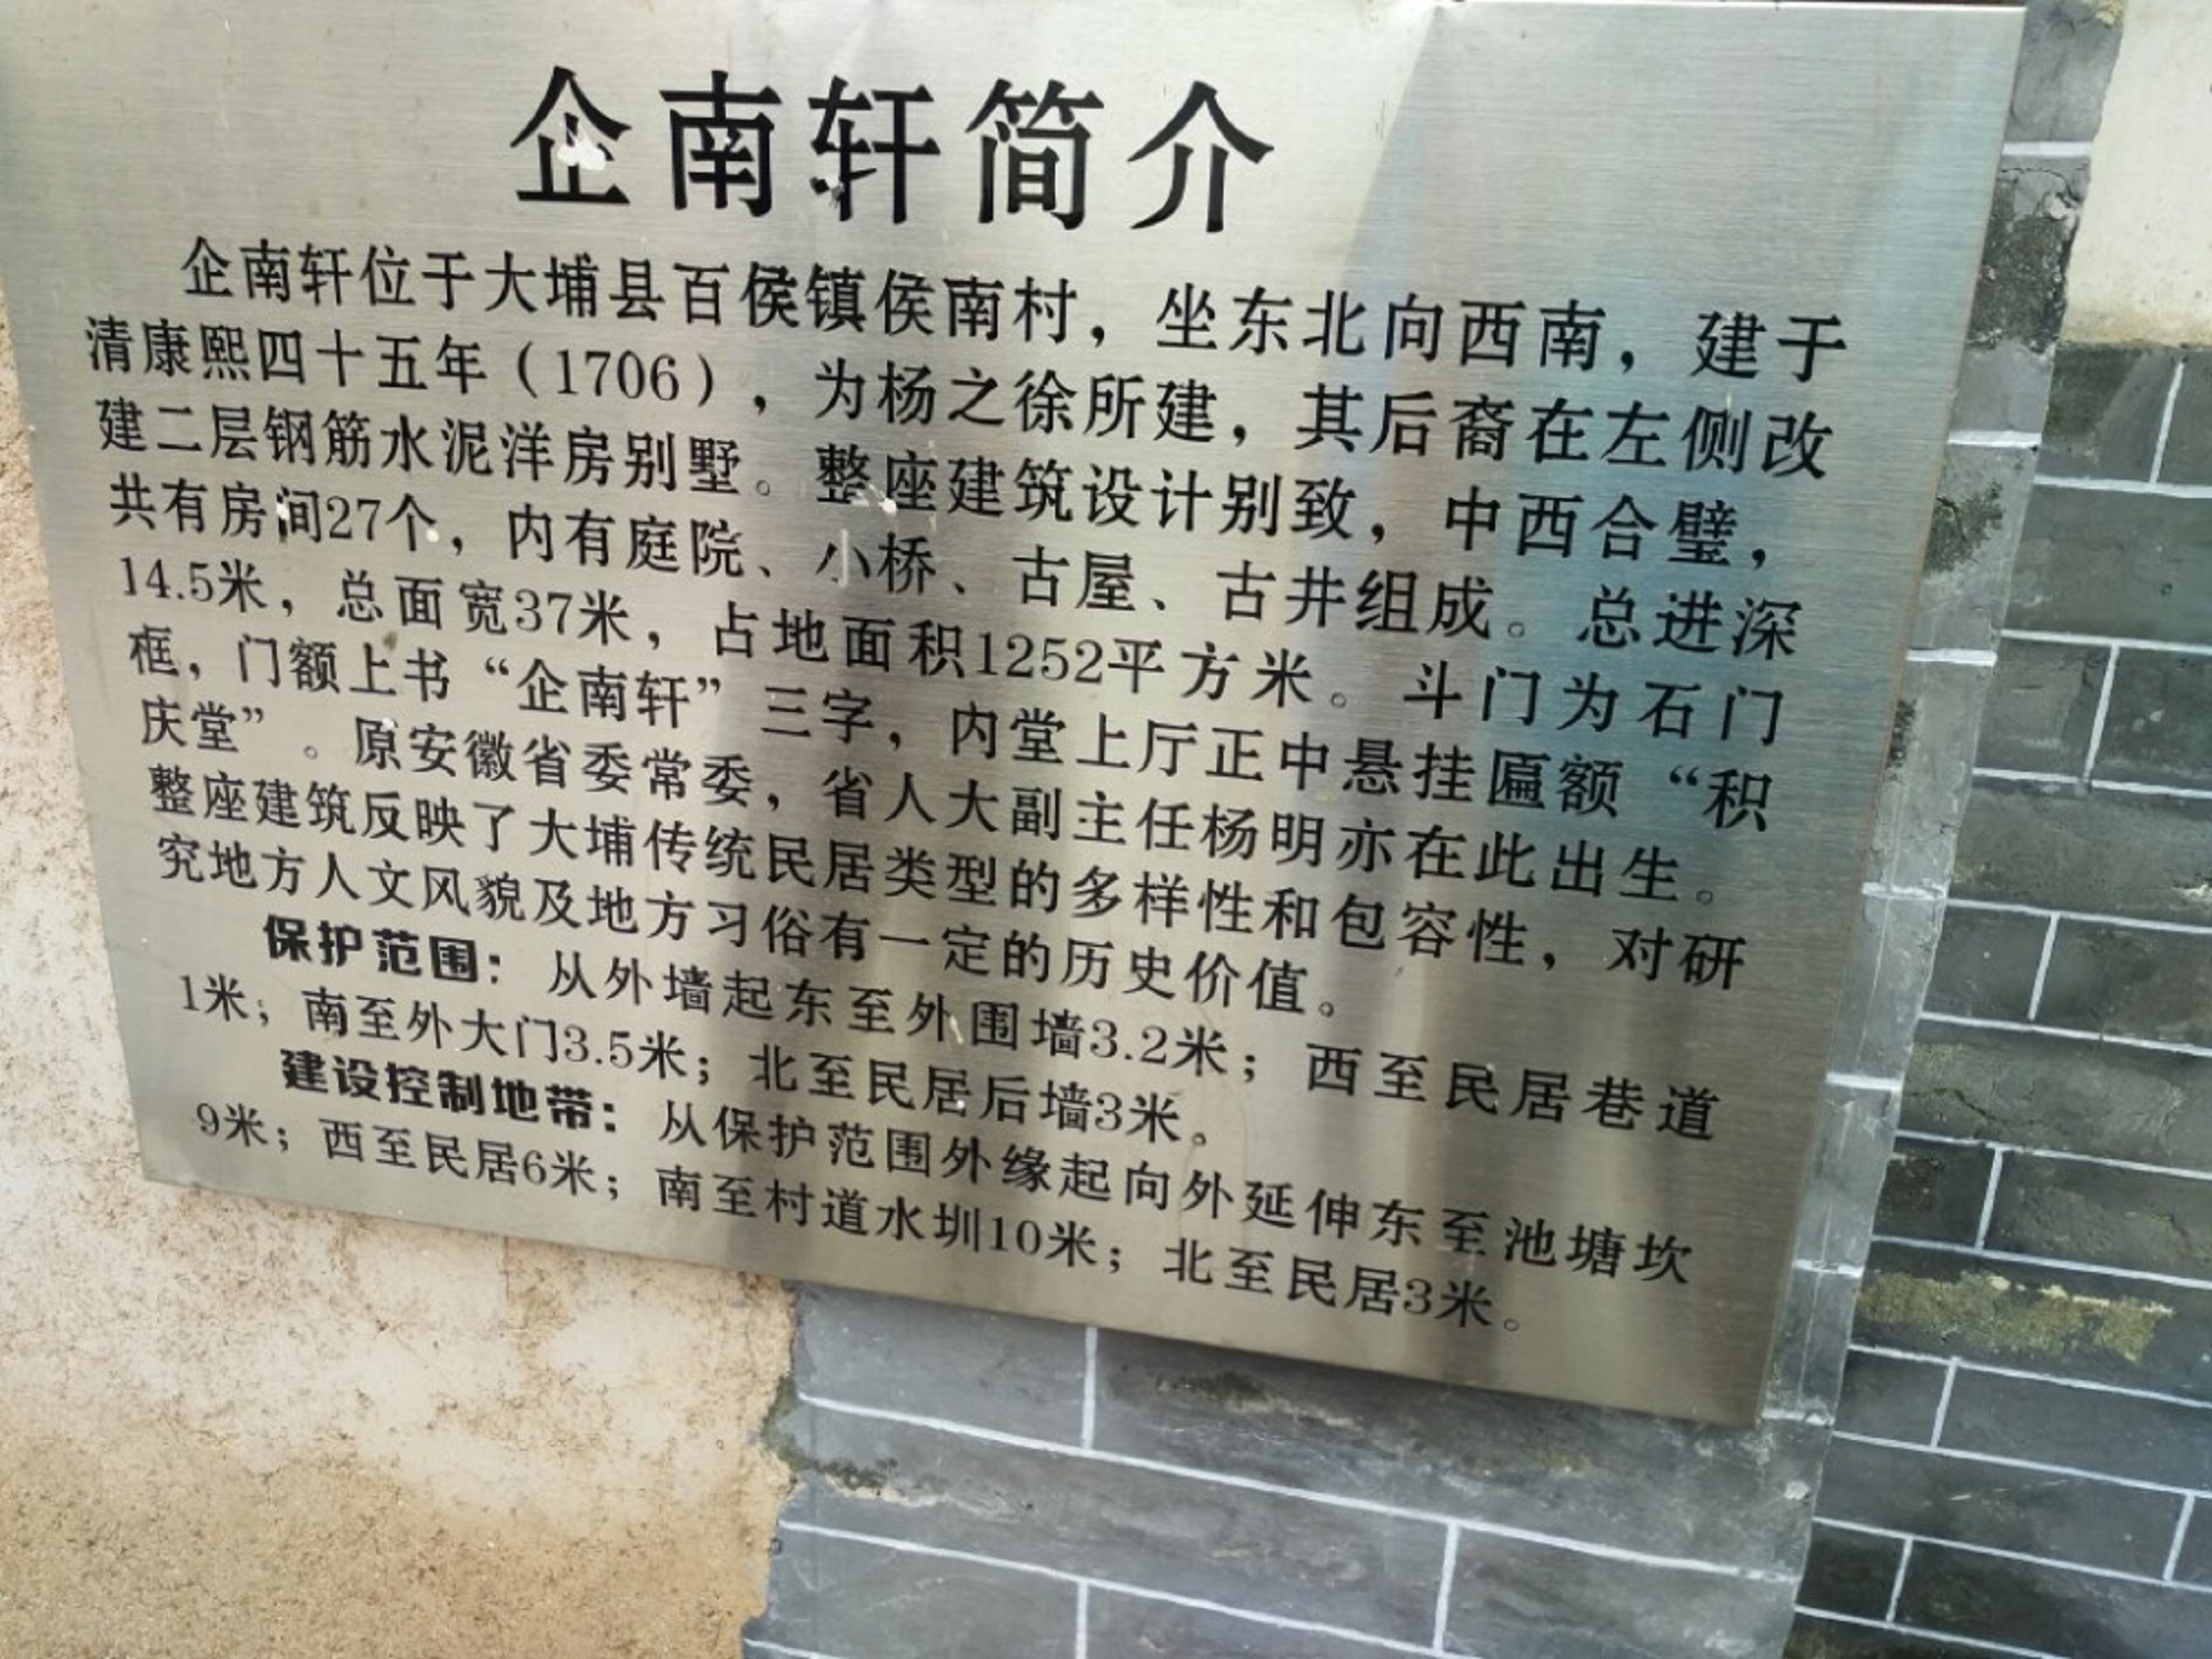 企南轩简介
企南轩位于大埔县百侯镇侯南村，坐东北向西南，建于
清康熙四十五年（1706），为杨之徐所建，其后裔在左侧改
建二层钢筋水泥洋房别墅。整座建筑设计别致，中西合璧，
共有房间27个，内有庭院、小桥、古屋、古井组成。总进深
14.5米，总面宽37米，占地面积1252平方米。斗门为石门
框，门额上书“企南轩”三字，内堂上厅正中悬挂匾额“积
庆堂”。原安徽省委常委，省人大副主任杨明亦在此出生。
整座建筑反映了大埔传统民居类型的多样性和包容性，对研
究地方人文风貌及地方习俗有一定的历史价值。
保护范围：从外墙起东至外围墙3.2米；西至民居巷道
1米；南至外大门3.5米；北至民居后墙3米。
建设控制地带：从保护范围外缘起向外延伸东至池塘坎
9米；西至民居6米；南至村道水圳10米；北至民居3米。